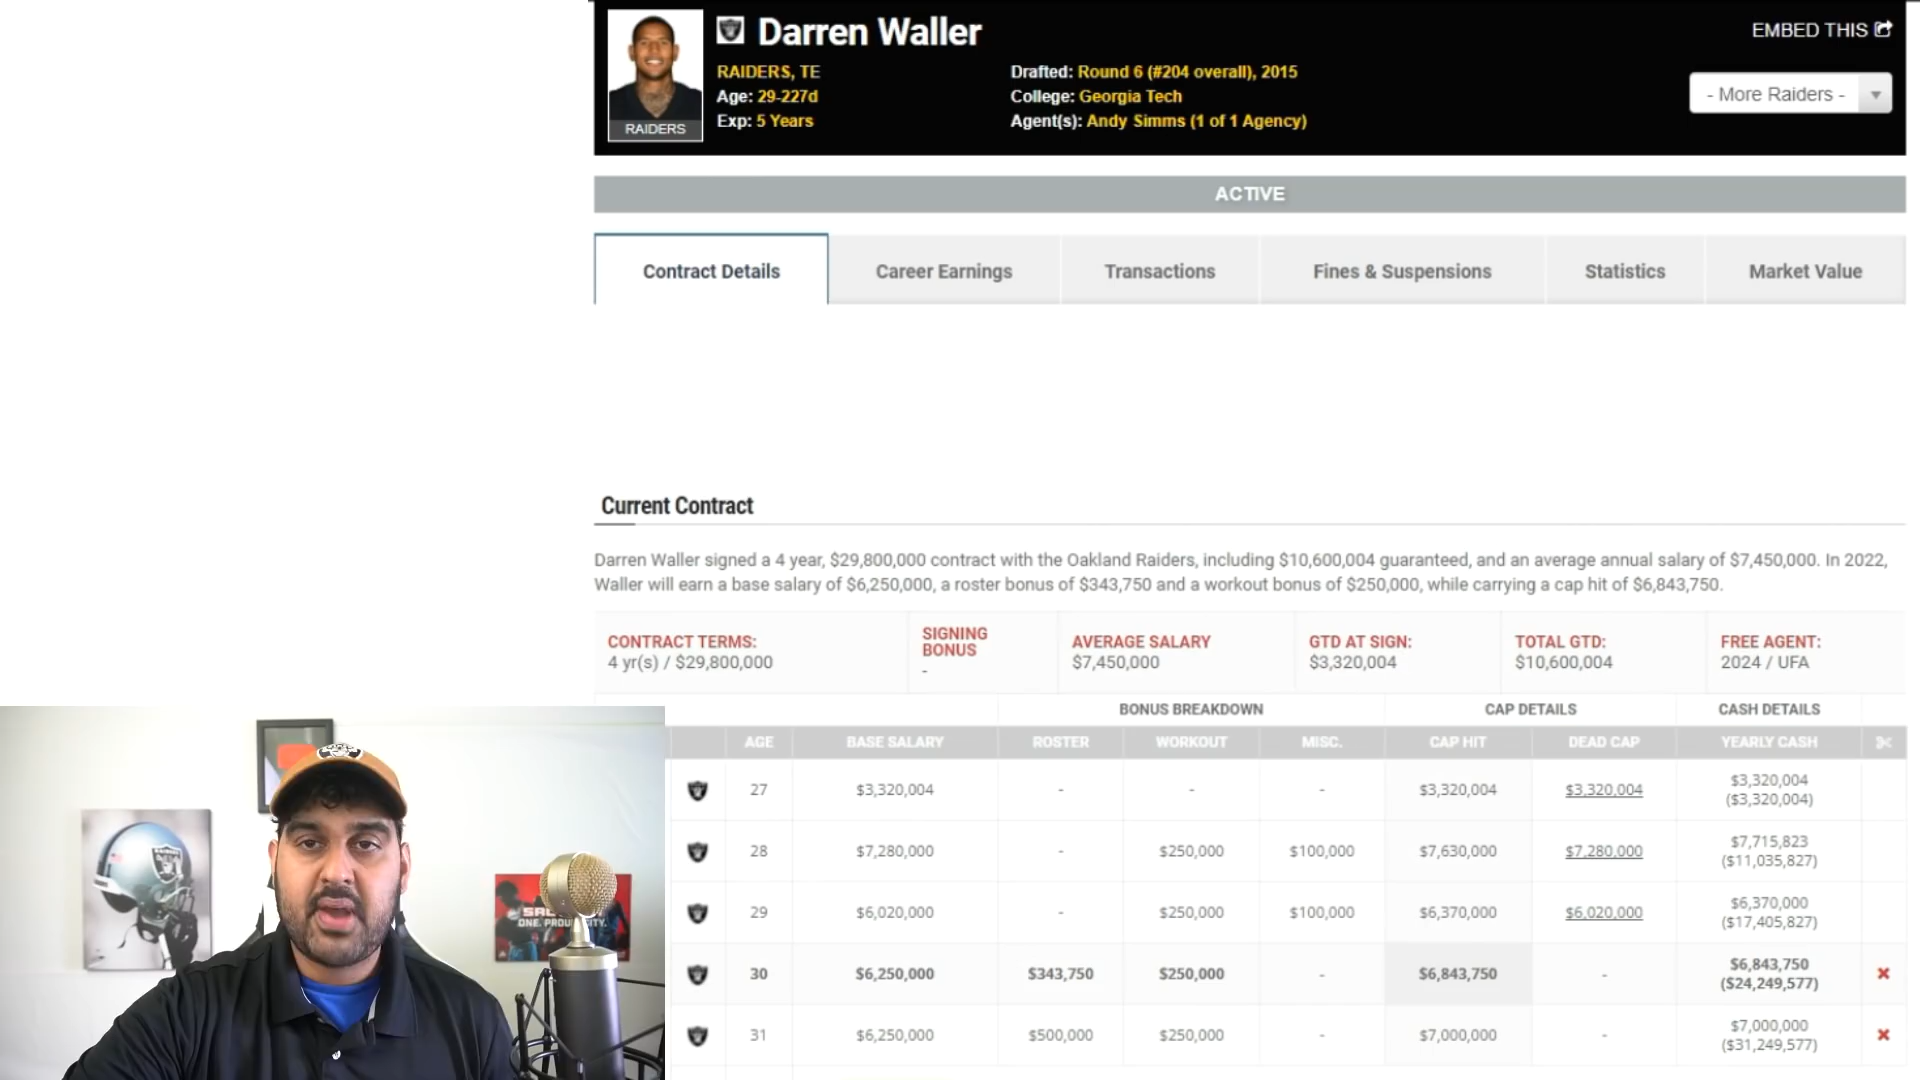 Darren Waller
EMBED THIS
RAIDERS, TE
Drafted: Round 6 (#204 overall), 2015
- More Raiders -
Age: 29-227d
College: Georgia Tech
Exp: 5 Years
Agent(s): Andy Simms (1 of 1 Agency)
RAIDERS
ACTIVE
Contract Details
Career Earnings
Transactions
Fines & Suspensions
Statistics
Market Value
Current Contract
Darren Waller signed a 4 year, $29,800,000 contract with the Oakland Raiders, including $10,600,004 guaranteed, and an average annual salary of $7,450,000. In 2022,
Waller will earn a base salary of $6,250,000, a roster bonus of $343,750 and a workout bonus of $250,000, while carrying a cap hit of $6,843,750.
CONTRACT TERMS:
4 yr(s) / $29,800,000
SIGNING
BONUS
-
AVERAGE SALARY
$7,450,000
GTD AT SIGN:
$3,320,004
TOTAL GTD:
$10,600,004
FREE AGENT:
2024 / UFA
BONUS BREAKDOWN CAP DETAILS CASH DETAILS
AGE BASE SALARY ROSTER WORKOUT MISC. CAP HIT DEAD CAP YEARLY CASH
27 $3,320,004 - - - $3,320,004 $3,320,004 $3,320,004
($3,320,004)
28 $7,280,000 - $250,000 $100,000 $7,630,000 $7,280,000 $7,715,823
($11,035,827)
29 $6,020,000 - $250,000 $100,000 $6,370,000 $6,020,000 $6,370,000
($17,405,827)
30 $6,250,000 $343,750 $250,000 - $6,843,750 - $6,843,750
($24,249,577)
31 $6,250,000 $500,000 $250,000 - $7,000,000 - $7,000,000
($31,249,577)
RAIDERS
ONE.